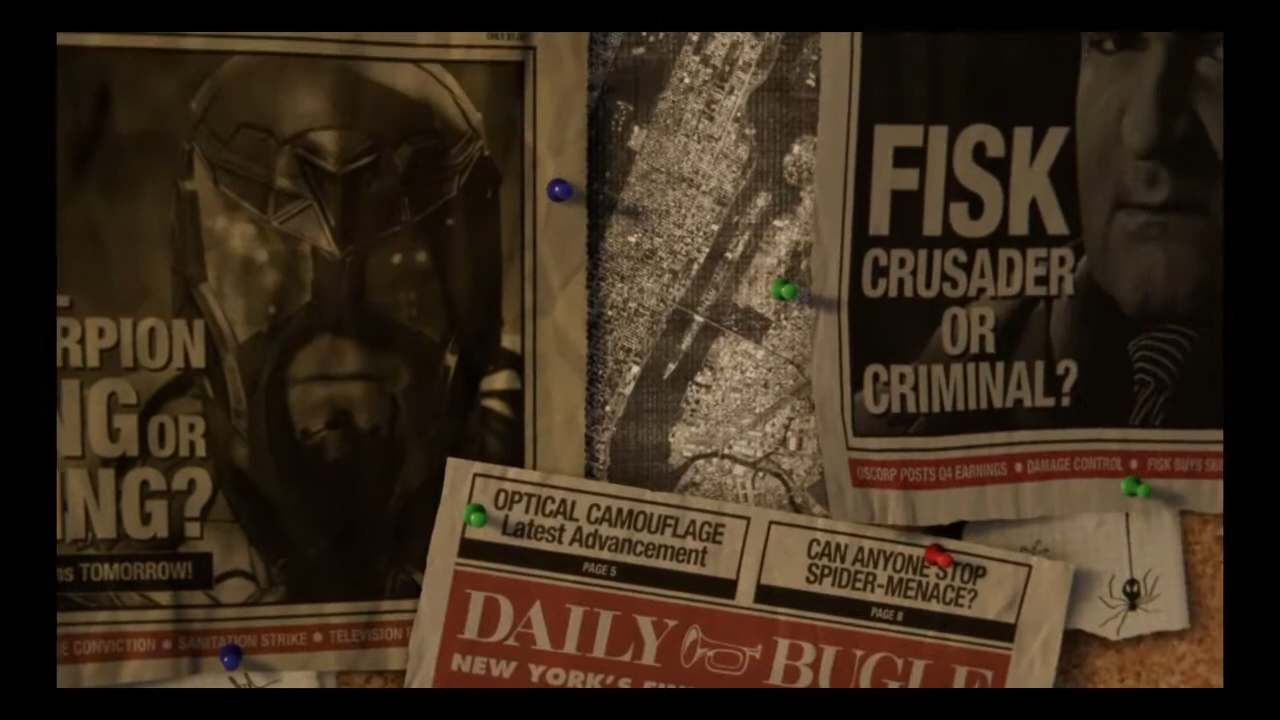 RPION
NG OR
ING?
TOMORROW!
E CONVICTION • SANITATION STRIKE • TELEVISION
FISK
CRUSADER
OR
CRIMINAL?
OSCORP POSTS Q4 EARNINGS • DAMAGE CONTROL • FISK BUYS
OPTICAL CAMOUFLAGE
Latest Advancement
PAGE 5
CAN ANYONE STOP
SPIDER-MENACE?
PAGE 8
DAILY BUGLE
NEW YORK'S